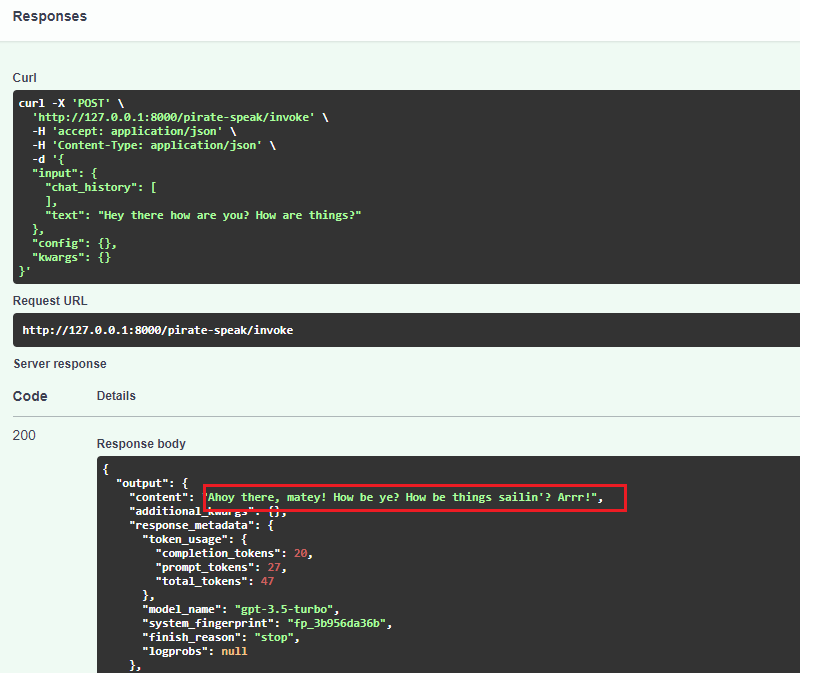 Responses
Curl
curl -X 'POST' \
  'http://127.0.0.1:8000/pirate-speak/invoke' \
  -H 'accept: application/json' \
  -H 'Content-Type: application/json' \
  -d '{
  "input": {
    "chat_history": [
    ],
    "text": "Hey there how are you? How are things?"
  },
  "config": {},
  "kwargs": {}
}'
Request URL
http://127.0.0.1:8000/pirate-speak/invoke
Server response
Code Details
200
Response body
{
  "output": {
    "content": "Ahoy there, matey! How be ye? How be things sailin'? Arrr!",
    "additional_kwargs": {},
    "response_metadata": {
      "token_usage": {
        "completion_tokens": 20,
        "prompt_tokens": 27,
        "total_tokens": 47
      },
      "model_name": "gpt-3.5-turbo",
      "system_fingerprint": "fp_3b956da36b",
      "finish_reason": "stop",
      "logprobs": null
    },